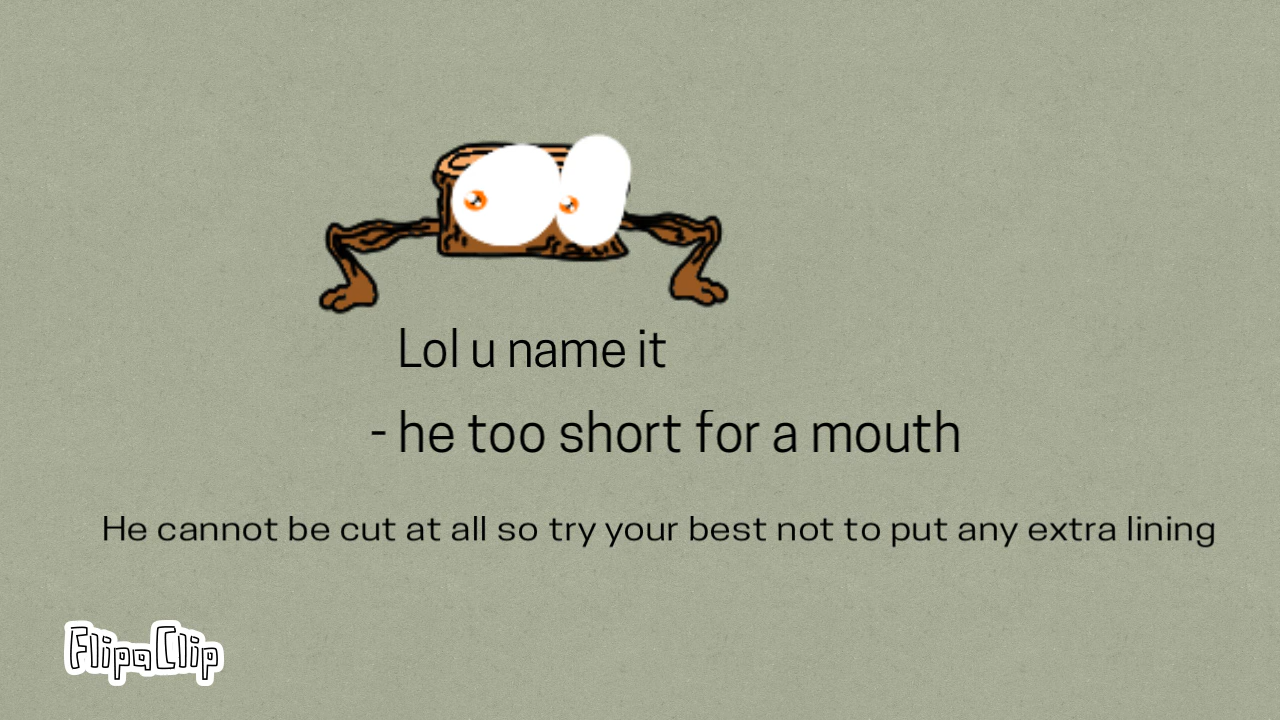 Lol u name it
- he too short for a mouth
He cannot be cut at all so try your best not to put any extra lining
FlipaClip